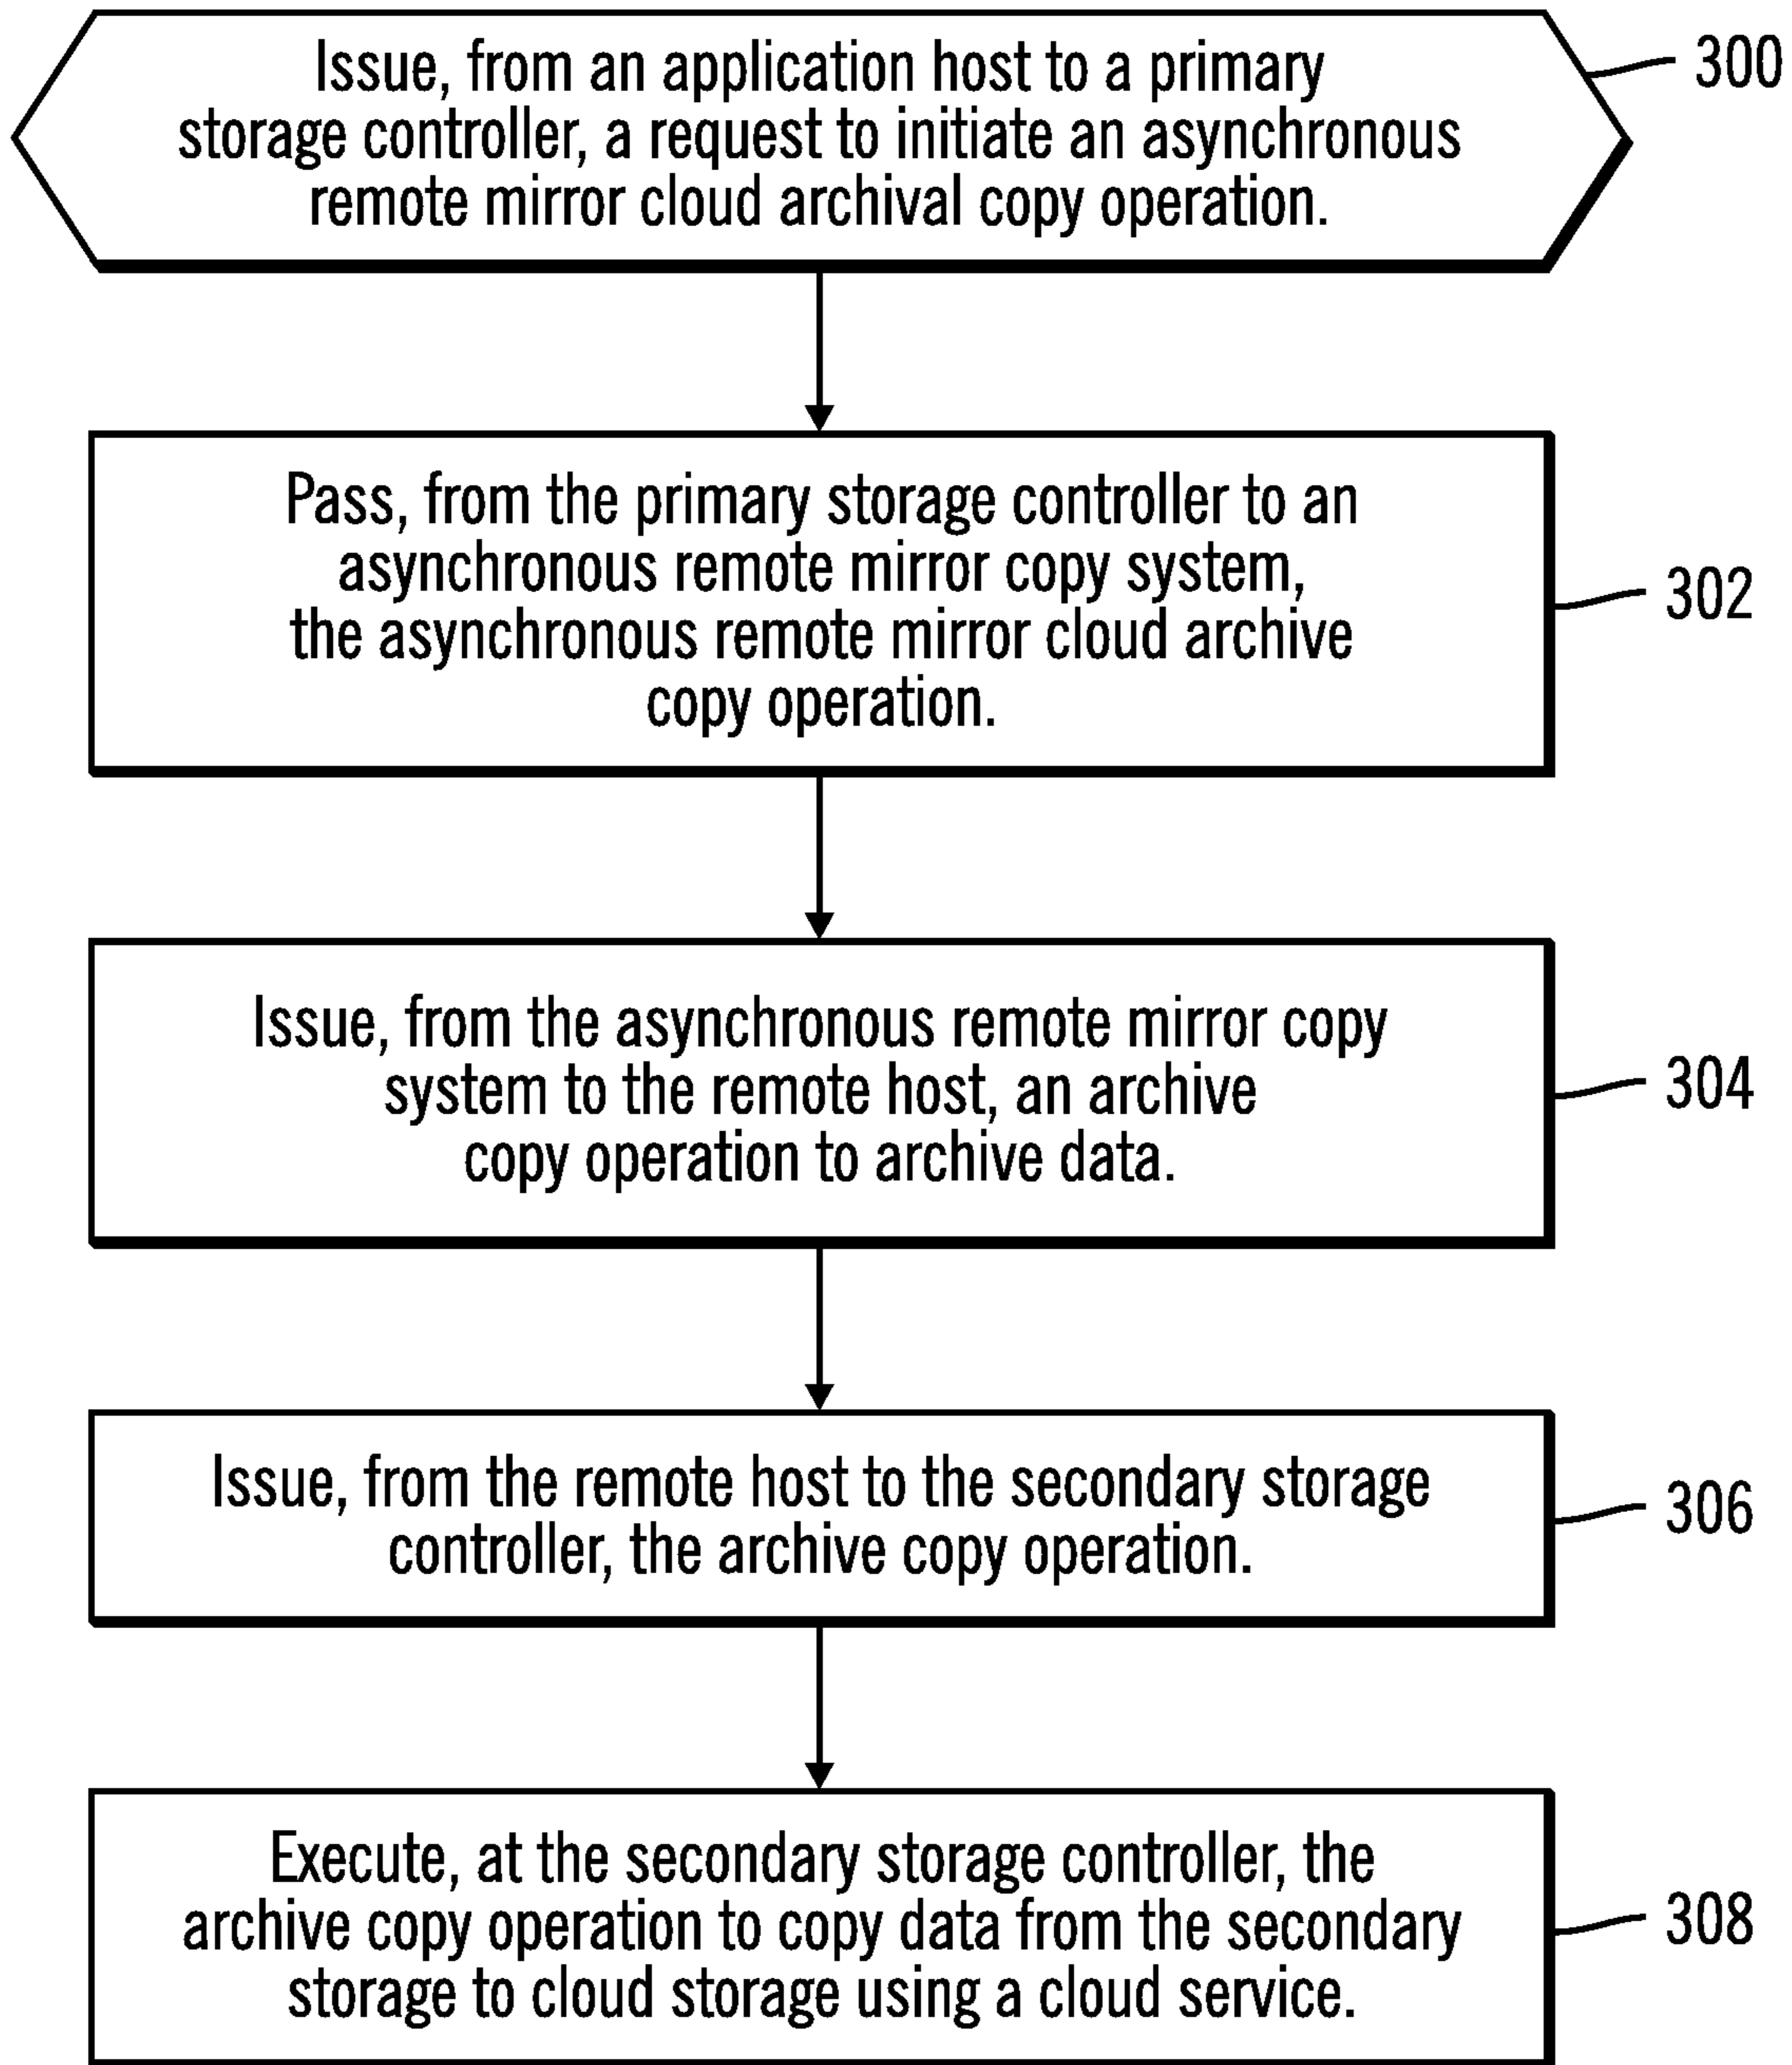 Issue, from an application host to a primary
storage controller, a request to initiate an asynchronous
remote mirror cloud archival copy operation.
300
Pass, from the primary storage controller to an
asynchronous remote mirror copy system,
the asynchronous remote mirror cloud archive
copy operation.
302
Issue, from the asynchronous remote mirror copy
system to the remote host, an archive
copy operation to archive data.
304
Issue, from the remote host to the secondary storage
controller, the archive copy operation.
306
Execute, at the secondary storage controller, the
archive copy operation to copy data from the secondary
storage to cloud storage using a cloud service.
308